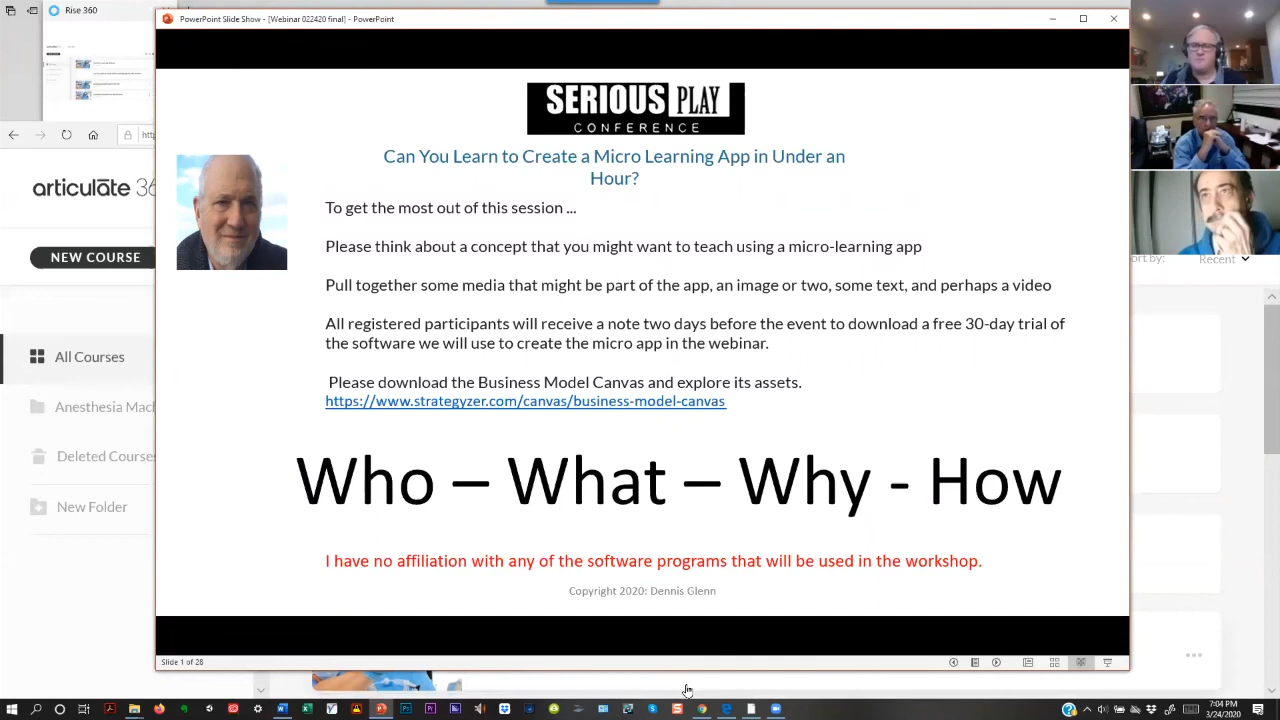 Rise 360
PowerPoint Slide Show - [Webinar 022420 final] - PowerPoint
SERIOUS PLAY
CONFERENCE
Can You Learn to Create a Micro Learning App in Under an
Hour?
To get the most out of this session ...
Please think about a concept that you might want to teach using a micro-learning app
Pull together some media that might be part of the app, an image or two, some text, and perhaps a video
All registered participants will receive a note two days before the event to download a free 30-day trial of
the software we will use to create the micro app in the webinar.
Please download the Business Model Canvas and explore its assets.
https://www.strategyzer.com/canvas/business-model-canvas
Who – What – Why - How
I have no affiliation with any of the software programs that will be used in the workshop.
Copyright 2020: Dennis Glenn
Slide 1 of 28
articulate 36
NEW COURSE
All Courses
Anesthesia Mach
Deleted Courses
New Folder
ort by:
Recent
7:04 PM
3/24/2020